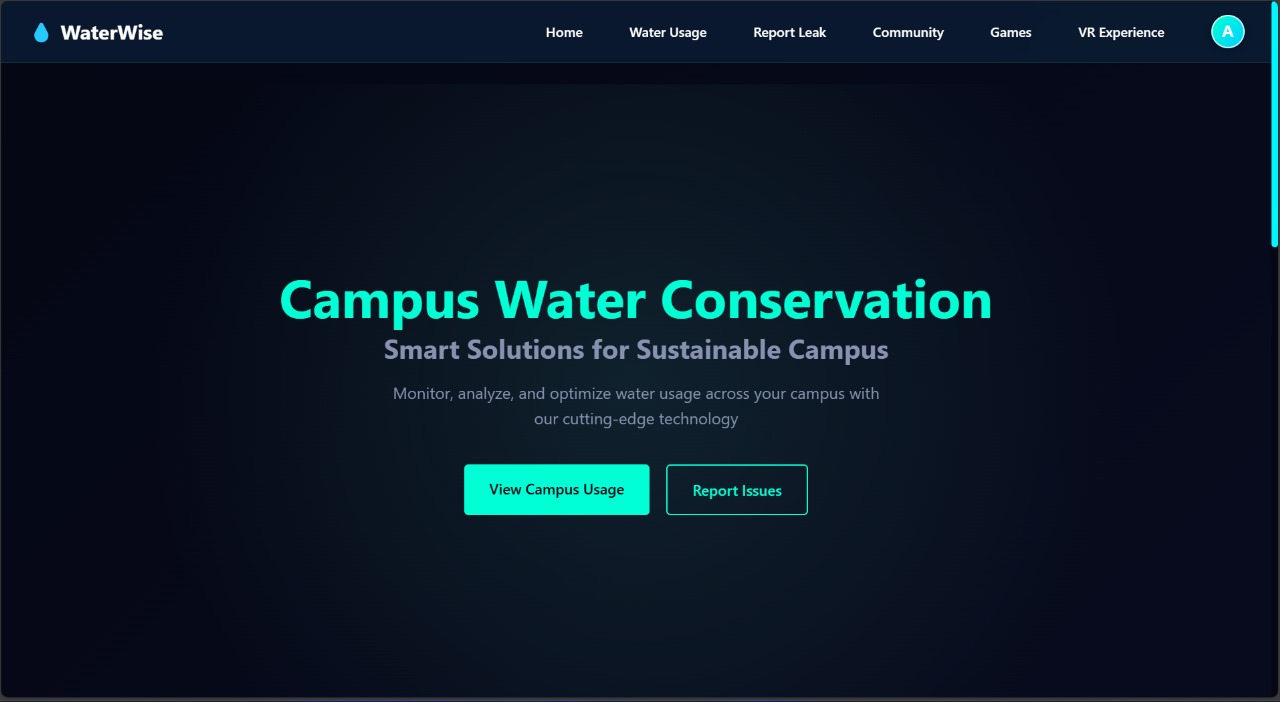 WaterWise
Home
Water Usage
Report Leak
Community
Games
VR Experience
A
Campus Water Conservation
Smart Solutions for Sustainable Campus
Monitor, analyze, and optimize water usage across your campus with
our cutting-edge technology
View Campus Usage
Report Issues